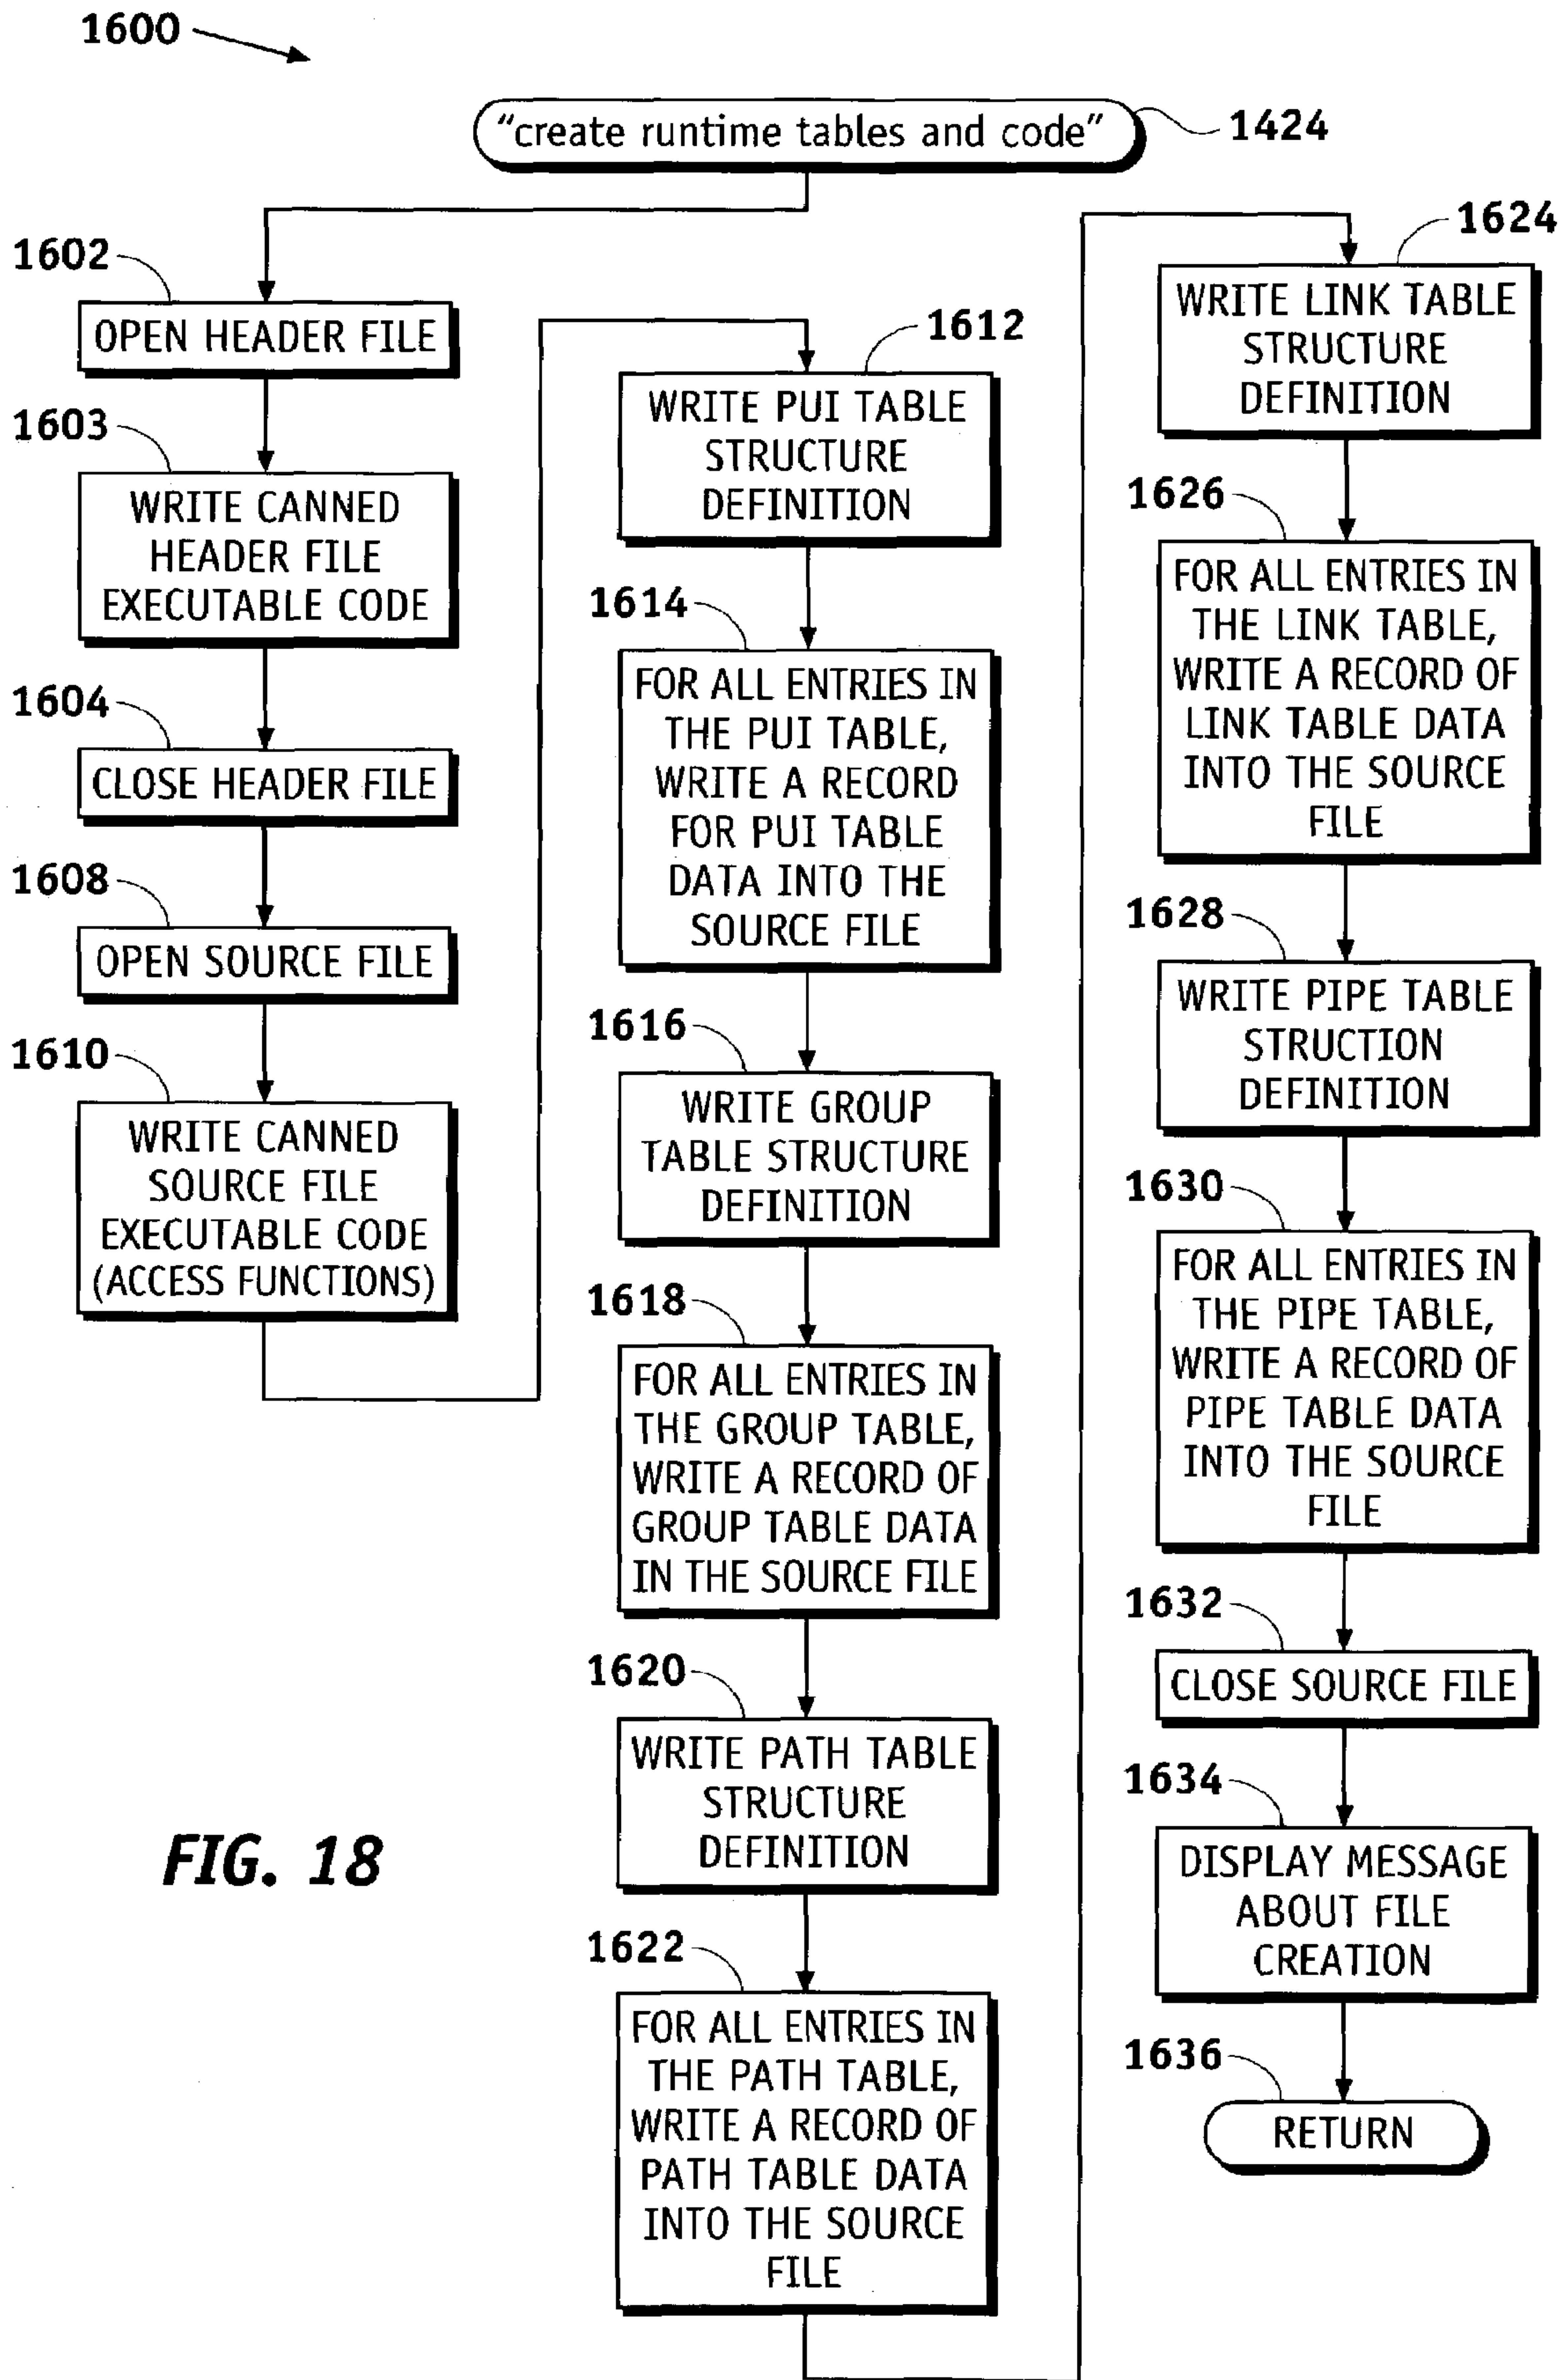 1600
"create runtime tables and code"
1424
1602
OPEN HEADER FILE
1603
WRITE CANNED
HEADER FILE
EXECUTABLE CODE
1604
CLOSE HEADER FILE
1608
OPEN SOURCE FILE
1610
WRITE CANNED
SOURCE FILE
EXECUTABLE CODE
(ACCESS FUNCTIONS)
1612
WRITE PUI TABLE
STRUCTURE
DEFINITION
1614
FOR ALL ENTRIES IN
THE PUI TABLE,
WRITE A RECORD
FOR PUI TABLE
DATA INTO THE
SOURCE FILE
1616
WRITE GROUP
TABLE STRUCTURE
DEFINITION
1618
FOR ALL ENTRIES IN
THE GROUP TABLE,
WRITE A RECORD OF
GROUP TABLE DATA
IN THE SOURCE FILE
1620
WRITE PATH TABLE
STRUCTURE
DEFINITION
1622
FOR ALL ENTRIES IN
THE PATH TABLE,
WRITE A RECORD OF
PATH TABLE DATA
INTO THE SOURCE
FILE
1624
WRITE LINK TABLE
STRUCTURE
DEFINITION
1626
FOR ALL ENTRIES IN
THE LINK TABLE,
WRITE A RECORD OF
LINK TABLE DATA
INTO THE SOURCE
FILE
1628
WRITE PIPE TABLE
STRUCTION
DEFINITION
1630
FOR ALL ENTRIES IN
THE PIPE TABLE,
WRITE A RECORD OF
PIPE TABLE DATA
INTO THE SOURCE
FILE
1632
CLOSE SOURCE FILE
1634
DISPLAY MESSAGE
ABOUT FILE
CREATION
1636
RETURN
FIG. 18